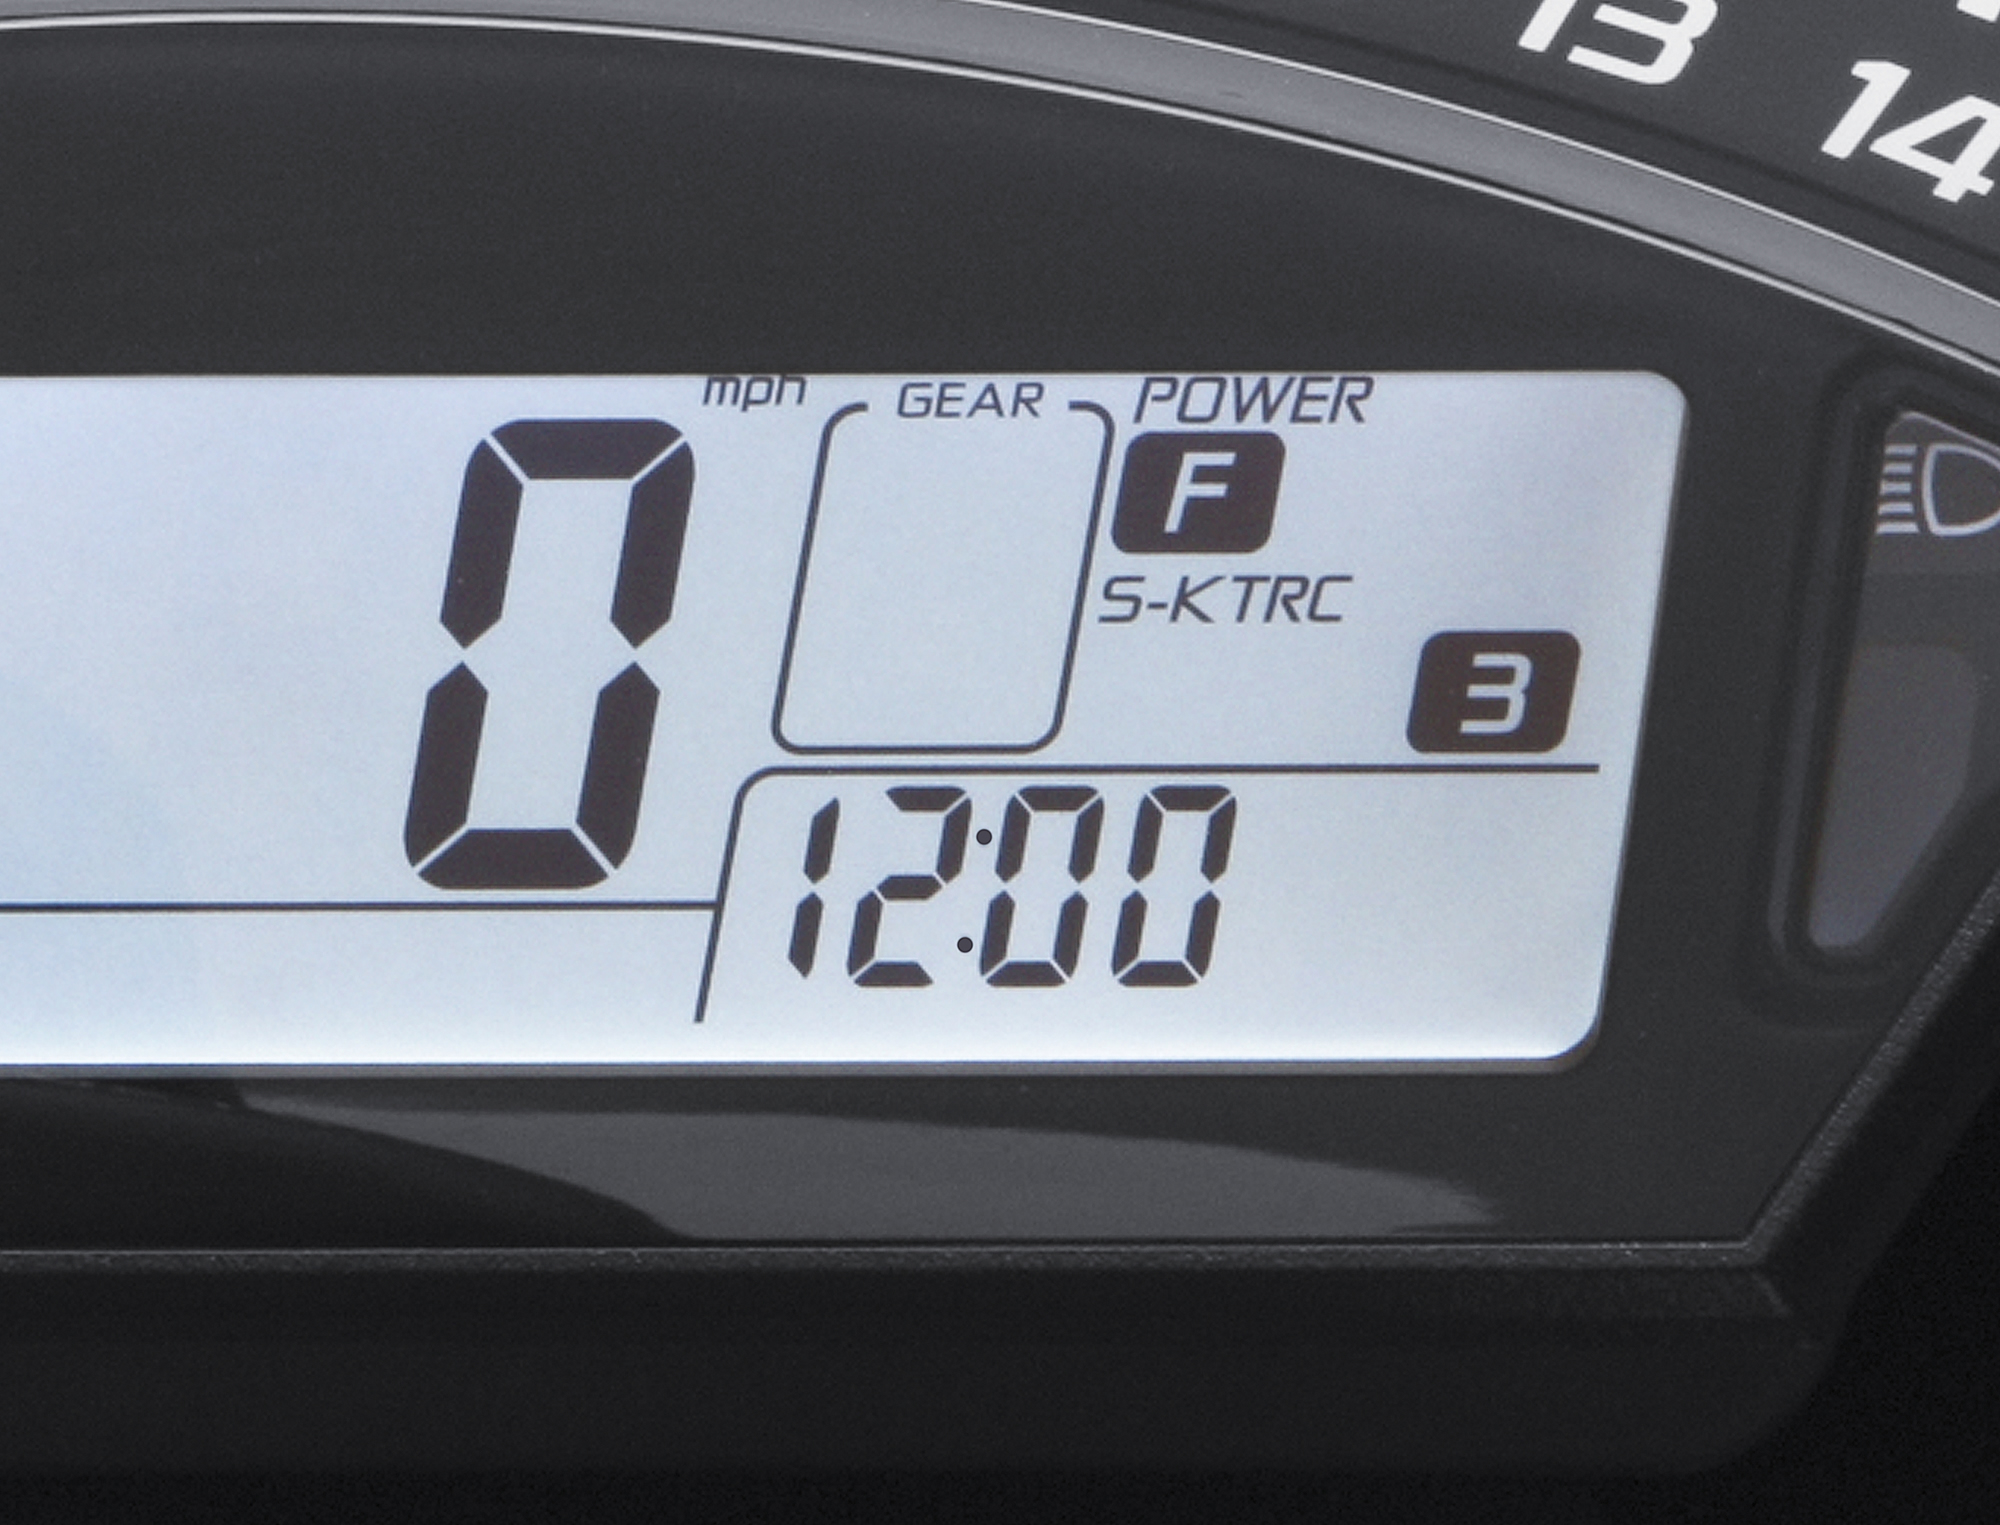 13
14
mph GEAR POWER
0 F
S-KTRC
3
12:00